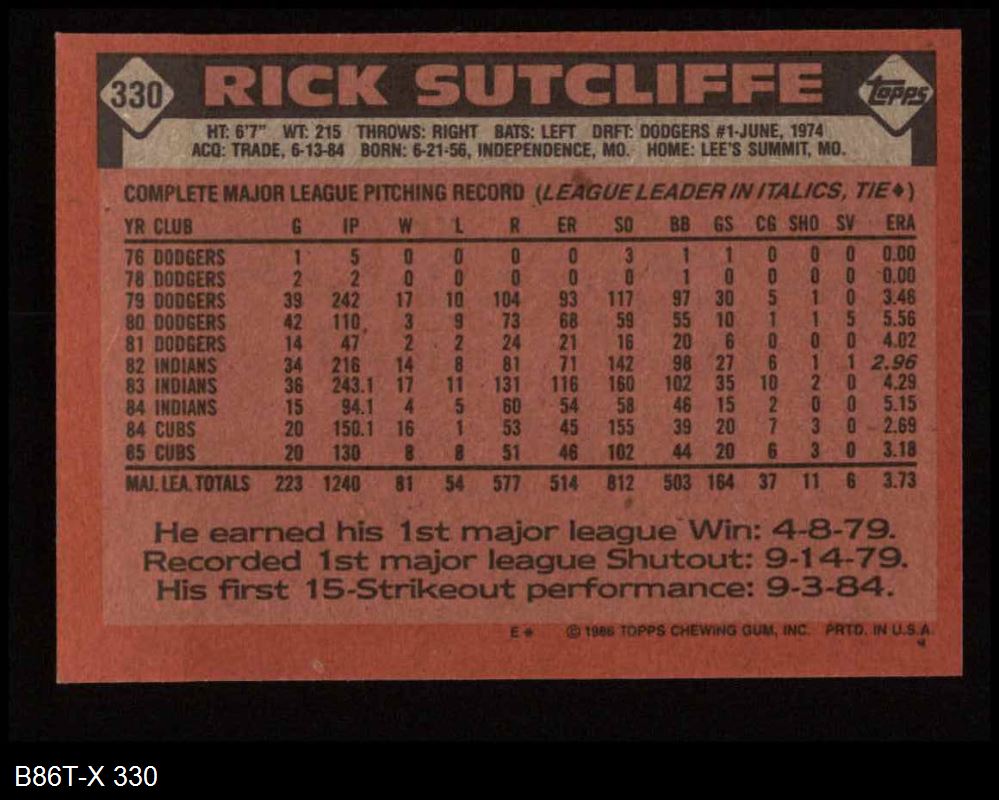 330 RICK SUTCLIFFE Topps
HT: 6'7" WT: 215 THROWS: RIGHT BATS: LEFT DRFT: DODGERS #1-JUNE, 1974
ACQ: TRADE, 6-13-84 BORN: 6-21-56, INDEPENDENCE, MO. HOME: LEE'S SUMMIT, MO.
COMPLETE MAJOR LEAGUE PITCHING RECORD (LEAGUE LEADER IN ITALICS, TIE♦)
YR CLUB G IP W L R ER SO BB GS CG SHO SV ERA
76 DODGERS 1 5 0 0 0 0 3 1 1 0 0 0 0.00
78 DODGERS 2 2 0 0 0 0 0 1 0 0 0 0 0.00
79 DODGERS 39 242 17 10 104 93 117 97 30 5 1 0 3.46
80 DODGERS 42 110 3 9 73 68 59 55 10 1 1 5 5.56
81 DODGERS 14 47 2 2 24 21 16 20 6 0 0 0 4.02
82 INDIANS 34 216 14 8 81 71 142 98 27 6 1 1 2.96
83 INDIANS 36 243.1 17 11 131 116 160 102 35 10 2 0 4.29
84 INDIANS 15 94.1 4 5 60 54 58 46 15 2 0 0 5.15
84 CUBS 20 150.1 16 1 53 45 155 39 20 7 3 0 2.69
85 CUBS 20 130 8 8 51 46 102 44 20 6 3 0 3.18
MAJ. LEA. TOTALS 223 1240 81 54 577 514 812 503 164 37 11 6 3.73
He earned his 1st major league Win: 4-8-79.
Recorded 1st major league Shutout: 9-14-79.
His first 15-Strikeout performance: 9-3-84.
E* © 1986 TOPPS CHEWING GUM, INC. PRTD. IN U.S.A.
B86T-X 330